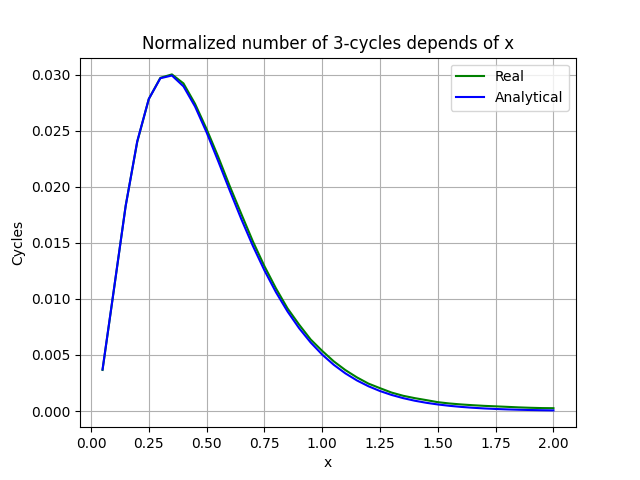 Normalized number of 3-cycles depends of x
Real
Analytical
0.030
0.025
0.020
0.015
0.010
0.005
0.000
Cycles
0.00 0.25 0.50 0.75 1.00 1.25 1.50 1.75 2.00
x